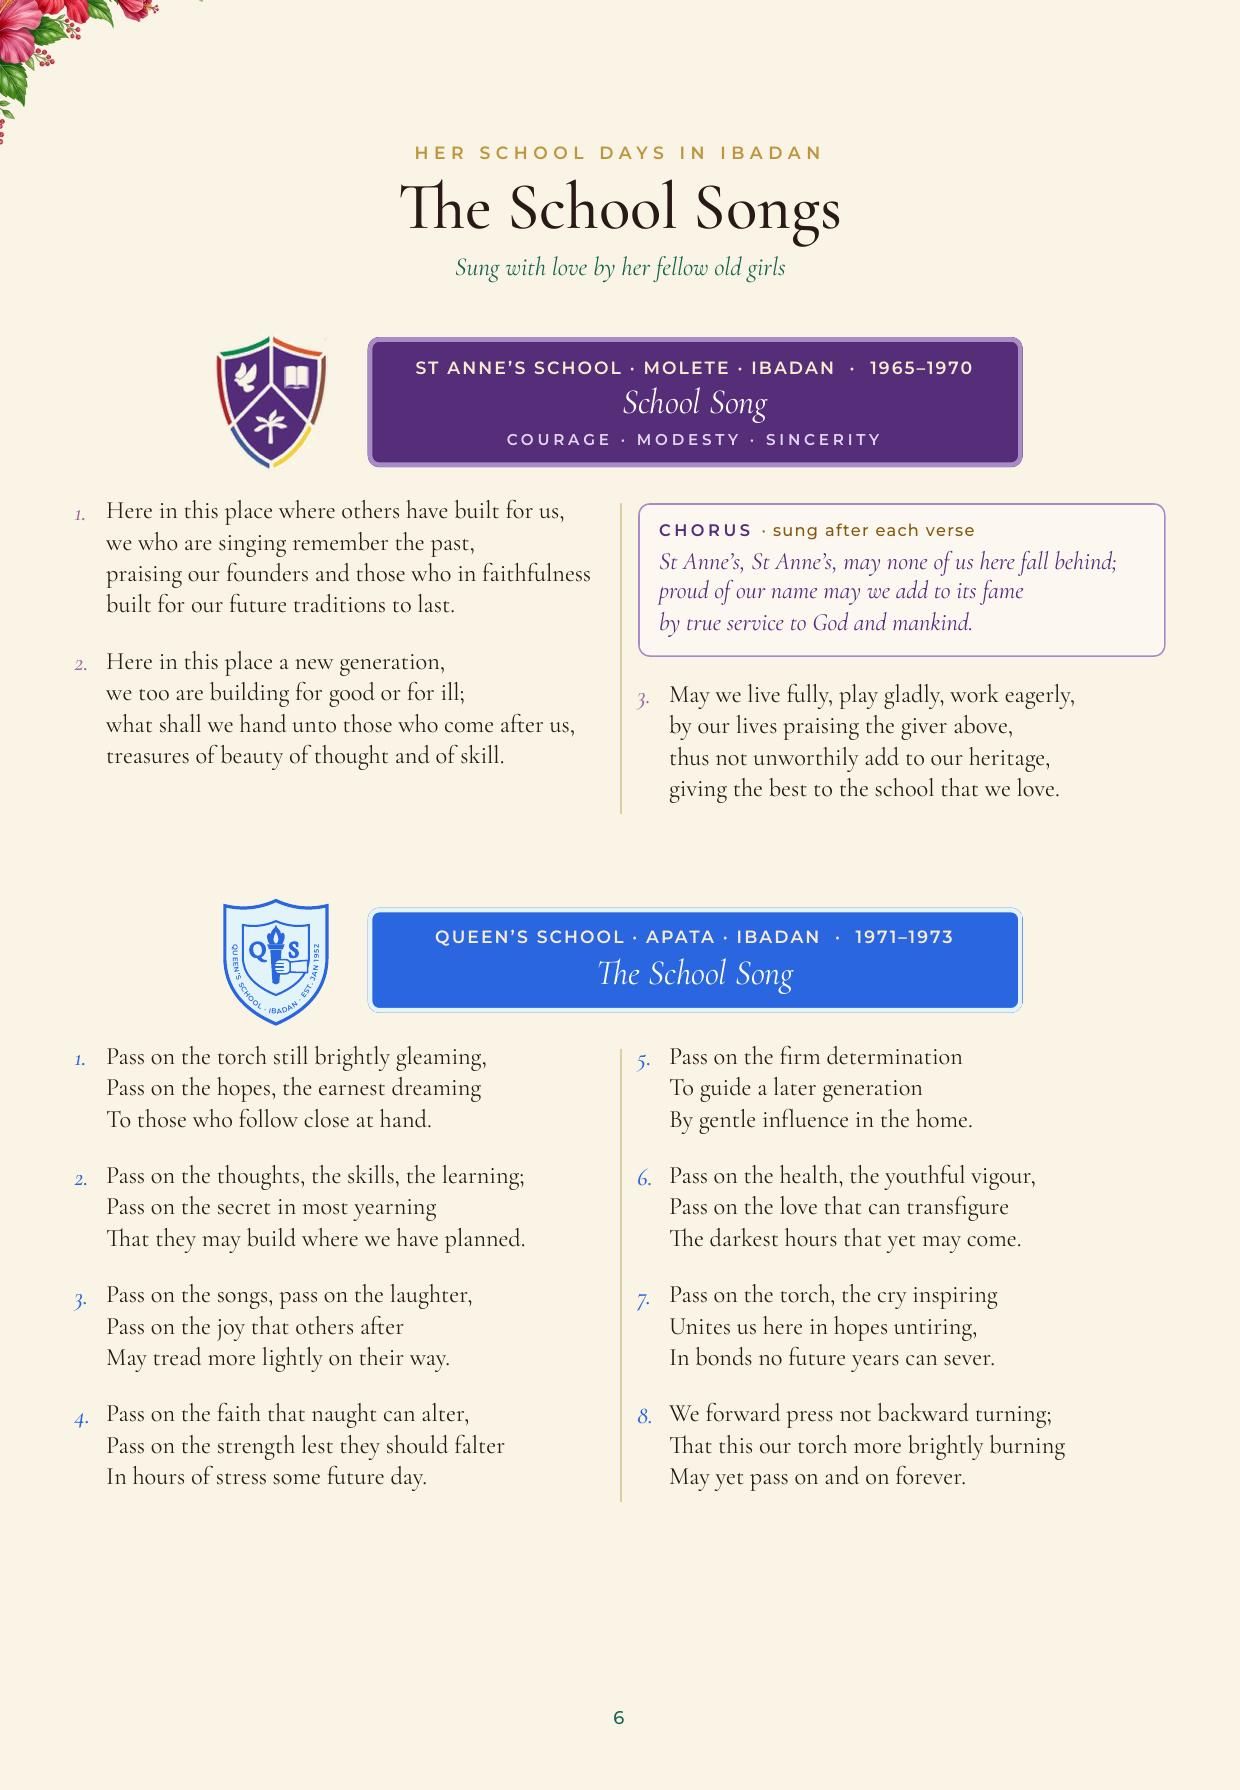 HER SCHOOL DAYS IN IBADAN
The School Songs
Sung with love by her fellow old girls
ST ANNE’S SCHOOL · MOLETE · IBADAN · 1965–1970
School Song
COURAGE · MODESTY · SINCERITY
1. Here in this place where others have built for us,
we who are singing remember the past,
praising our founders and those who in faithfulness
built for our future traditions to last.
2. Here in this place a new generation,
we too are building for good or for ill;
what shall we hand unto those who come after us,
treasures of beauty of thought and of skill.
CHORUS · sung after each verse
St Anne’s, St Anne’s, may none of us here fall behind;
proud of our name may we add to its fame
by true service to God and mankind.
3. May we live fully, play gladly, work eagerly,
by our lives praising the giver above,
thus not unworthily add to our heritage,
giving the best to the school that we love.
Q S
QUEEN'S SCHOOL · IBADAN · EST. JAN 1952
QUEEN’S SCHOOL · APATA · IBADAN · 1971–1973
The School Song
1. Pass on the torch still brightly gleaming,
Pass on the hopes, the earnest dreaming
To those who follow close at hand.
2. Pass on the thoughts, the skills, the learning;
Pass on the secret in most yearning
That they may build where we have planned.
3. Pass on the songs, pass on the laughter,
Pass on the joy that others after
May tread more lightly on their way.
4. Pass on the faith that naught can alter,
Pass on the strength lest they should falter
In hours of stress some future day.
5. Pass on the firm determination
To guide a later generation
By gentle influence in the home.
6. Pass on the health, the youthful vigour,
Pass on the love that can transfigure
The darkest hours that yet may come.
7. Pass on the torch, the cry inspiring
Unites us here in hopes untiring,
In bonds no future years can sever.
8. We forward press not backward turning;
That this our torch more brightly burning
May yet pass on and on forever.
6